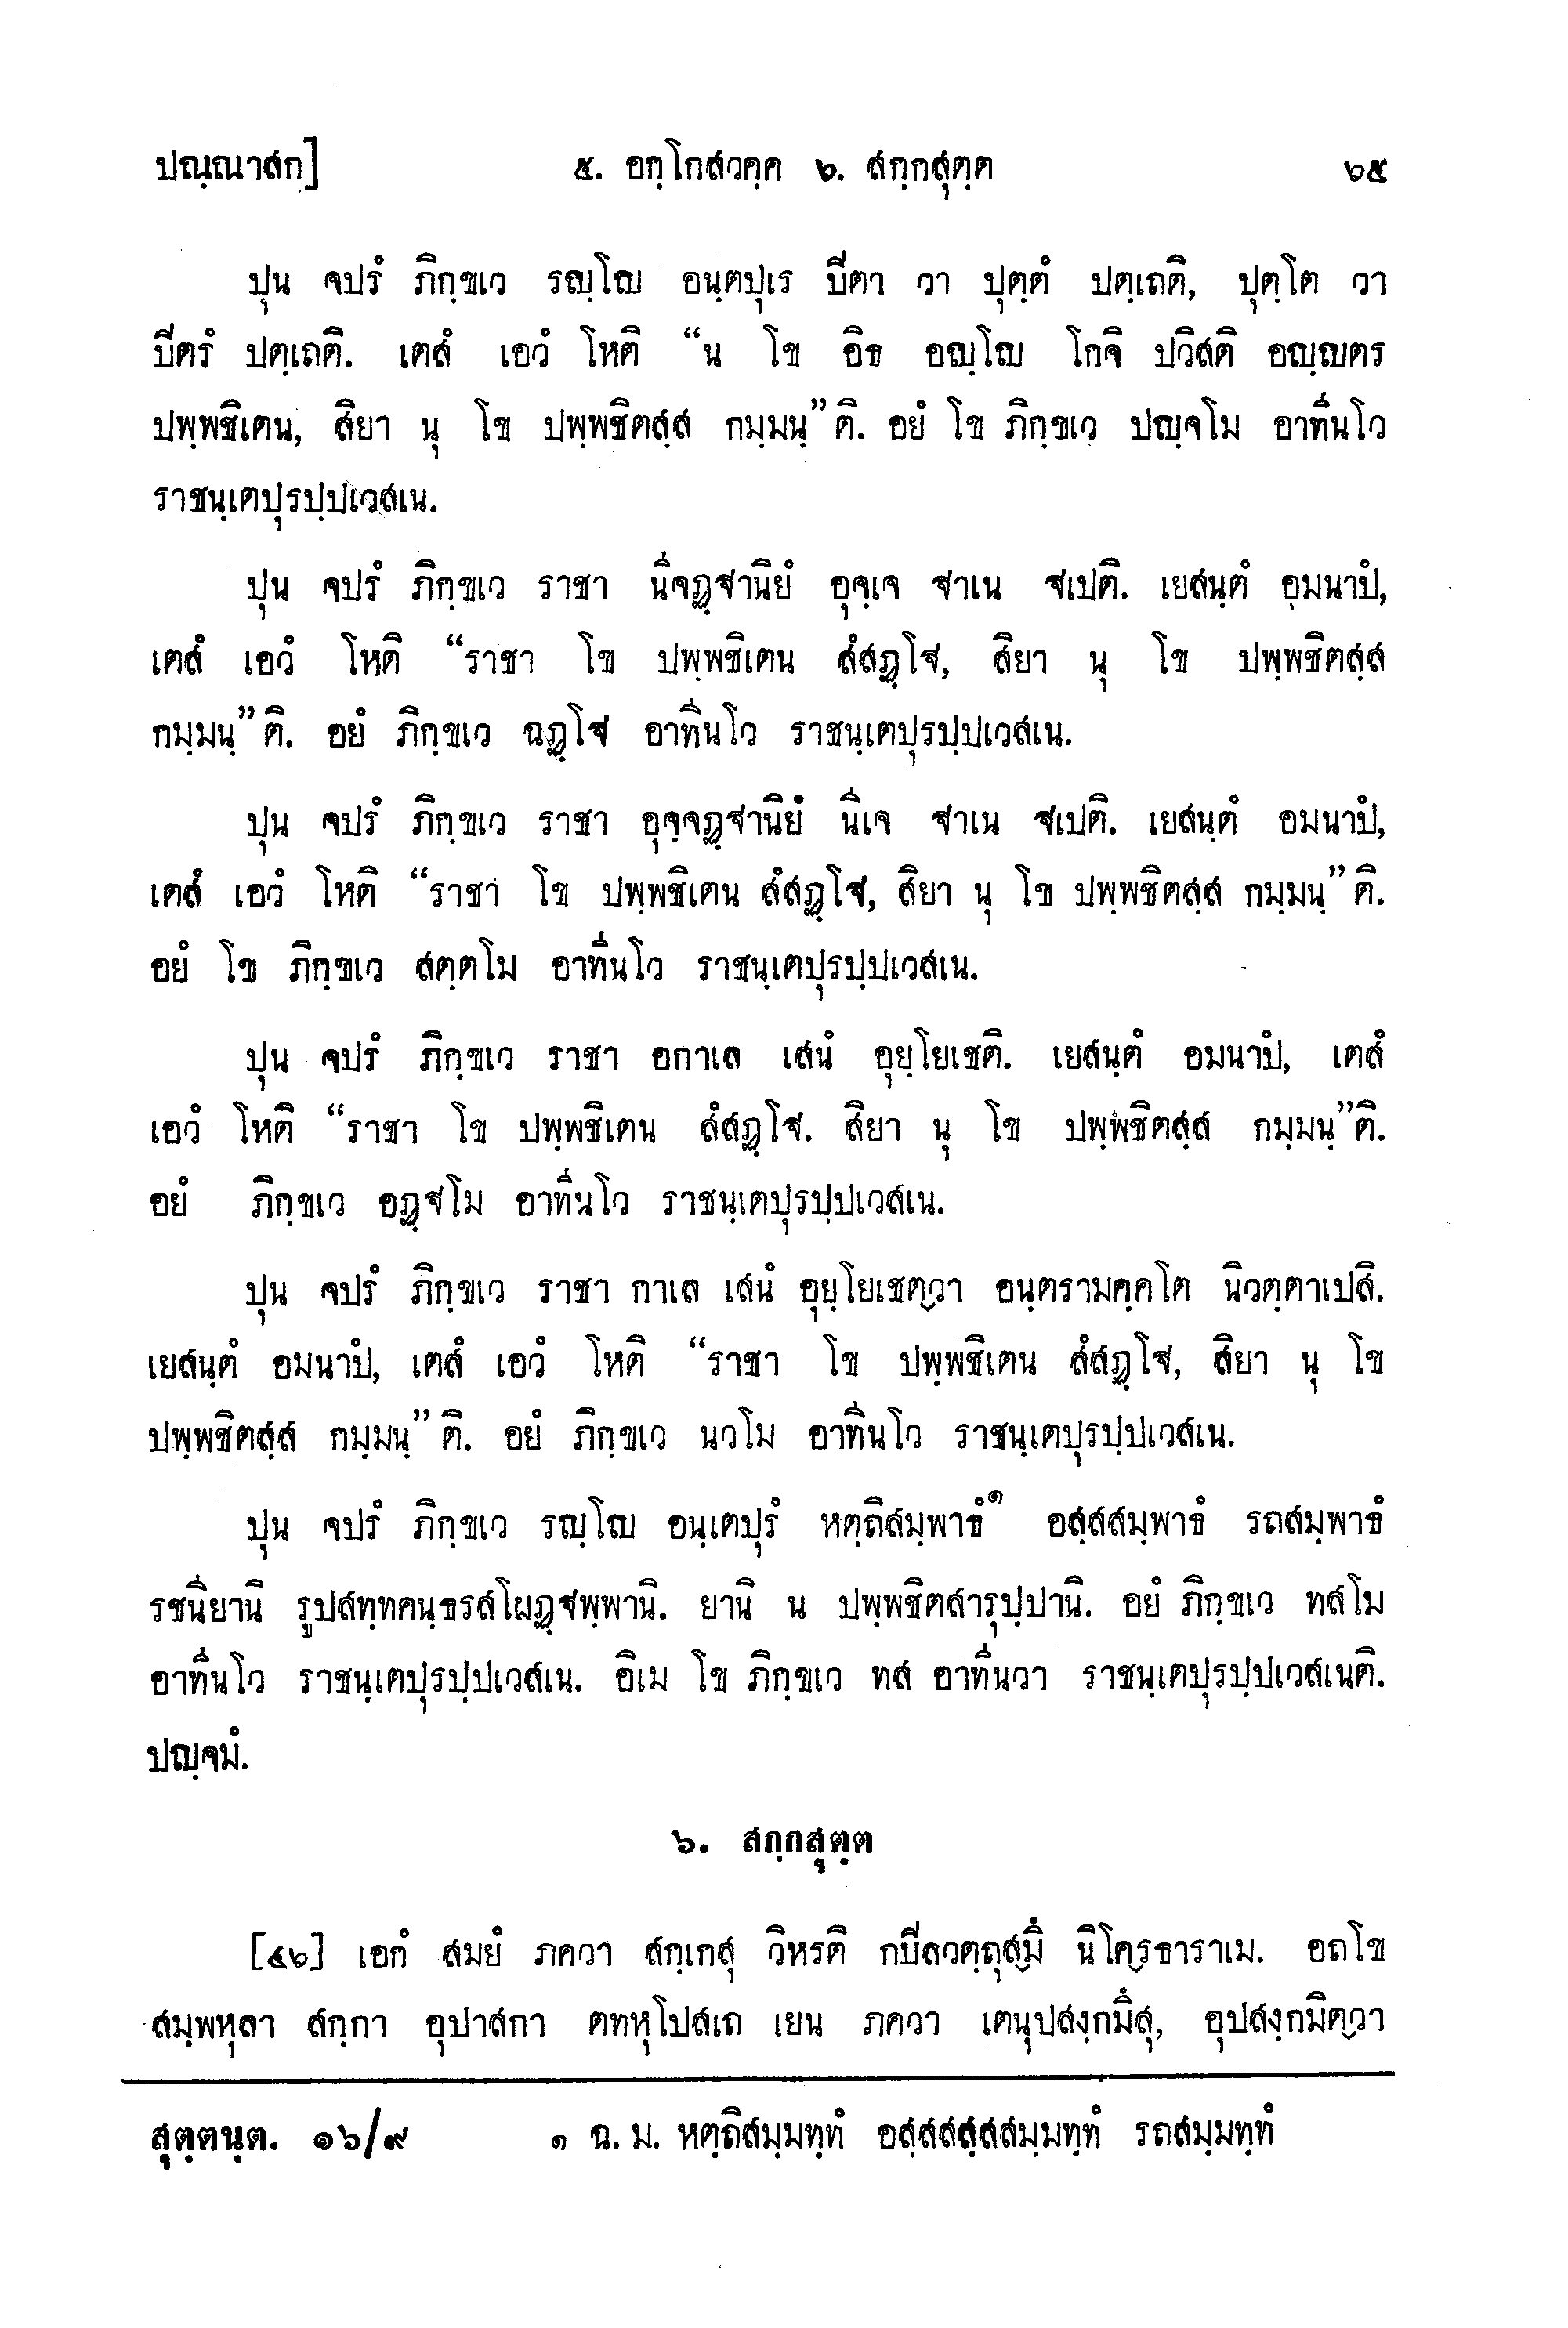 ปณฺณาสก]  ๕. อกฺโกสวคฺค ๖. สกฺกสุตฺต  ๖๕
ปุน จปรํ ภิกฺขเว รญฺโญ อนฺตปุเร ปีตา วา ปุตฺตํ ปตฺเถติ, ปุตฺโต วา
ปีตรํ ปตฺเถติ. เตสํ เอวํ โหติ “น โข อิธ อญฺโญ โกจิ ปวิสติ อญฺญตร
ปพฺพชิเตน, สิยา นุ โข ปพฺพชิตสฺส กมฺมนฺ”ติ. อยํ โข ภิกฺขเว ปญฺจโม อาทีนโว
ราชนฺเตปุรปฺปเวสเน.
ปุน จปรํ ภิกฺขเว ราชา นีจฏฺฐานิยํ อุจฺเจ ฐาเน ฐเปติ. เยสนฺตํ อมนาปํ,
เตสํ เอวํ โหติ “ราชา โข ปพฺพชิเตน สํสฏฺโฐ, สิยา นุ โข ปพฺพชิตสฺส
กมฺมนฺ”ติ. อยํ ภิกฺขเว ฉฏฺโฐ อาทีนโว ราชนฺเตปุรปฺปเวสเน.
ปุน จปรํ ภิกฺขเว ราชา อุจฺจฏฺฐานิยํ นีเจ ฐาเน ฐเปติ. เยสนฺตํ อมนาปํ,
เตสํ เอวํ โหติ “ราชา โข ปพฺพชิเตน สํสฏฺโฐ, สิยา นุ โข ปพฺพชิตสฺส กมฺมนฺ”ติ.
อยํ โข ภิกฺขเว สตฺตโม อาทีนโว ราชนฺเตปุรปฺปเวสเน.
ปุน จปรํ ภิกฺขเว ราชา อกาเล เสนํ อุยฺโยเชติ. เยสนฺตํ อมนาปํ, เตสํ
เอวํ โหติ “ราชา โข ปพฺพชิเตน สํสฏฺโฐ. สิยา นุ โข ปพฺพชิตสฺส กมฺมนฺ”ติ.
อยํ ภิกฺขเว อฏฺฐโม อาทีนโว ราชนฺเตปุรปฺปเวสเน.
ปุน จปรํ ภิกฺขเว ราชา กาเล เสนํ อุยฺโยเชตฺวา อนฺตรามคฺคโต นิวตฺตาเปสิ.
เยสนฺตํ อมนาปํ, เตสํ เอวํ โหติ “ราชา โข ปพฺพชิเตน สํสฏฺโฐ, สิยา นุ โข
ปพฺพชิตสฺส กมฺมนฺ”ติ. อยํ ภิกฺขเว นวโม อาทีนโว ราชนฺเตปุรปฺปเวสเน.
ปุน จปรํ ภิกฺขเว รญฺโญ อนฺเตปุรํ หตฺถิสมฺพาธํ๑ อสฺสสมฺพาธํ รถสมฺพาธํ
รชนียานิ รูปสทฺทคนฺธรสโผฏฺฐพฺพานิ. ยานิ น ปพฺพชิตสารุปฺปานิ. อยํ ภิกฺขเว ทสโม
อาทีนโว ราชนฺเตปุรปฺปเวสเน. อิเม โข ภิกฺขเว ทส อาทีนวา ราชนฺเตปุรปฺปเวสเนติ.
ปญฺจมํ.
๖. สกฺกสุตฺต
[๔๖] เอกํ สมยํ ภควา สกฺเกสุ วิหรติ กปีลวตฺถุสฺมึ นิโคฺรธาราเม. อถโข
สมฺพหุลา สกฺกา อุปาสกา ตทหุโปสเถ เยน ภควา เตนุปสงฺกมึสุ, อุปสงฺกมิตฺวา
สุตฺตนฺต. ๑๖/๙  ๑ ฉ. ม. หตฺถิสมฺมทฺทํ อสฺสสสฺสสมฺมทฺทํ รถสมฺมทฺทํ